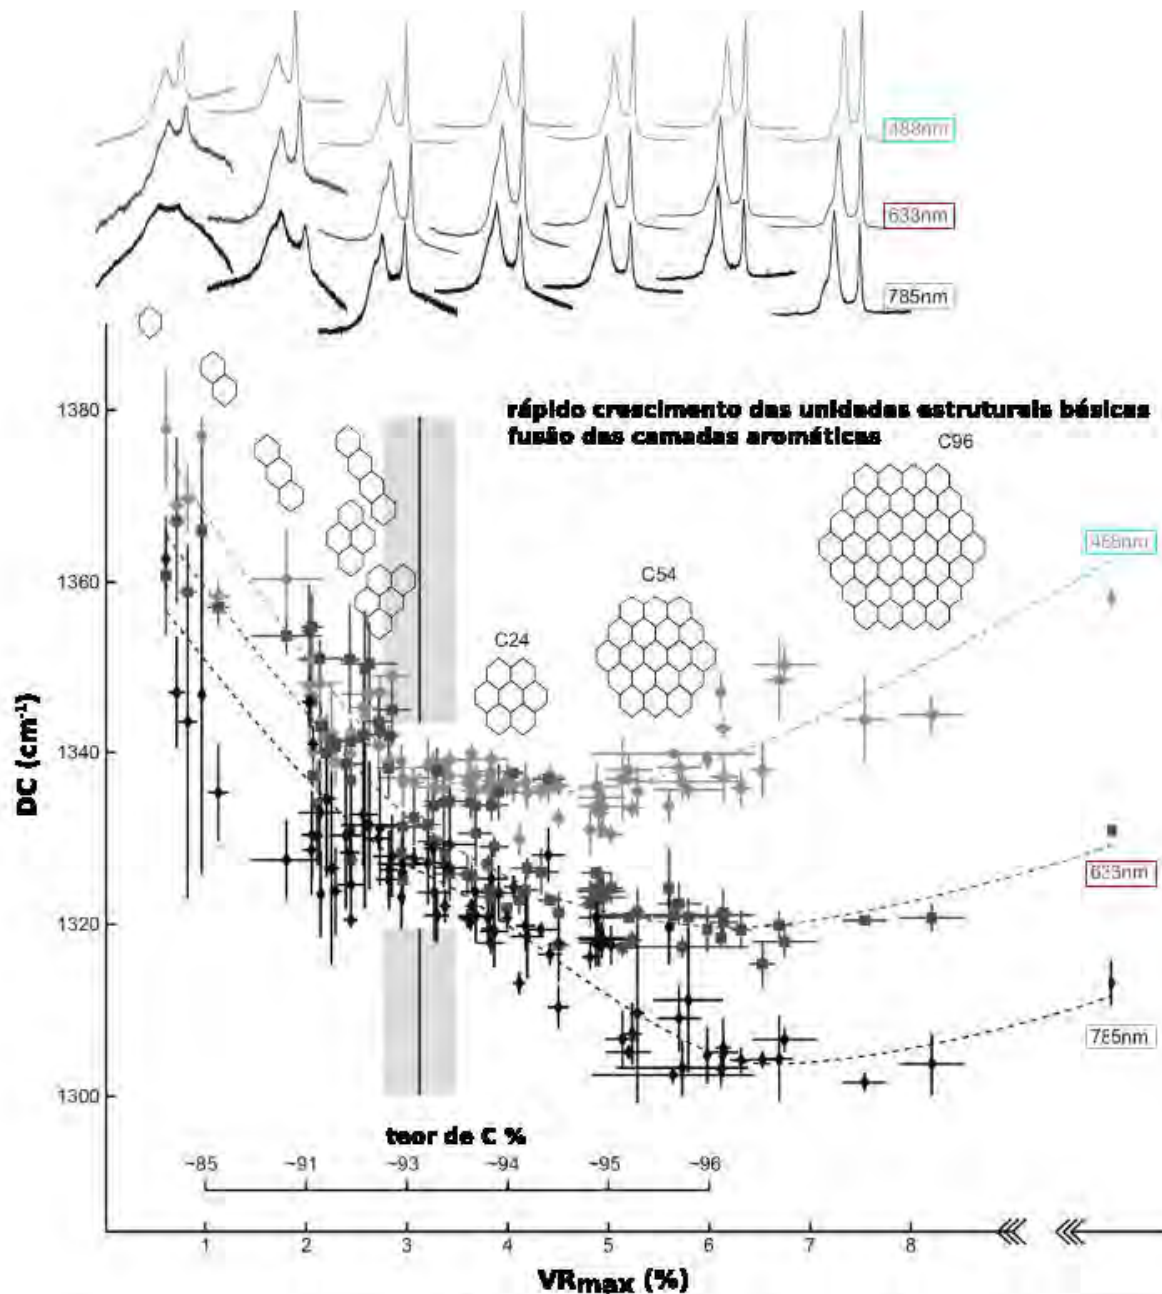 488nm
633nm
785nm
1380
rápido crescimento das unidades estruturais básicas
fusão das camadas aromáticas
C96
488nm
1360
C54
C24
1340
DC (cm-1)
633nm
1320
785nm
1300
teor de C %
~85 ~91 ~93 ~94 ~95 ~96
1 2 3 4 5 6 7 8
VRmax (%)